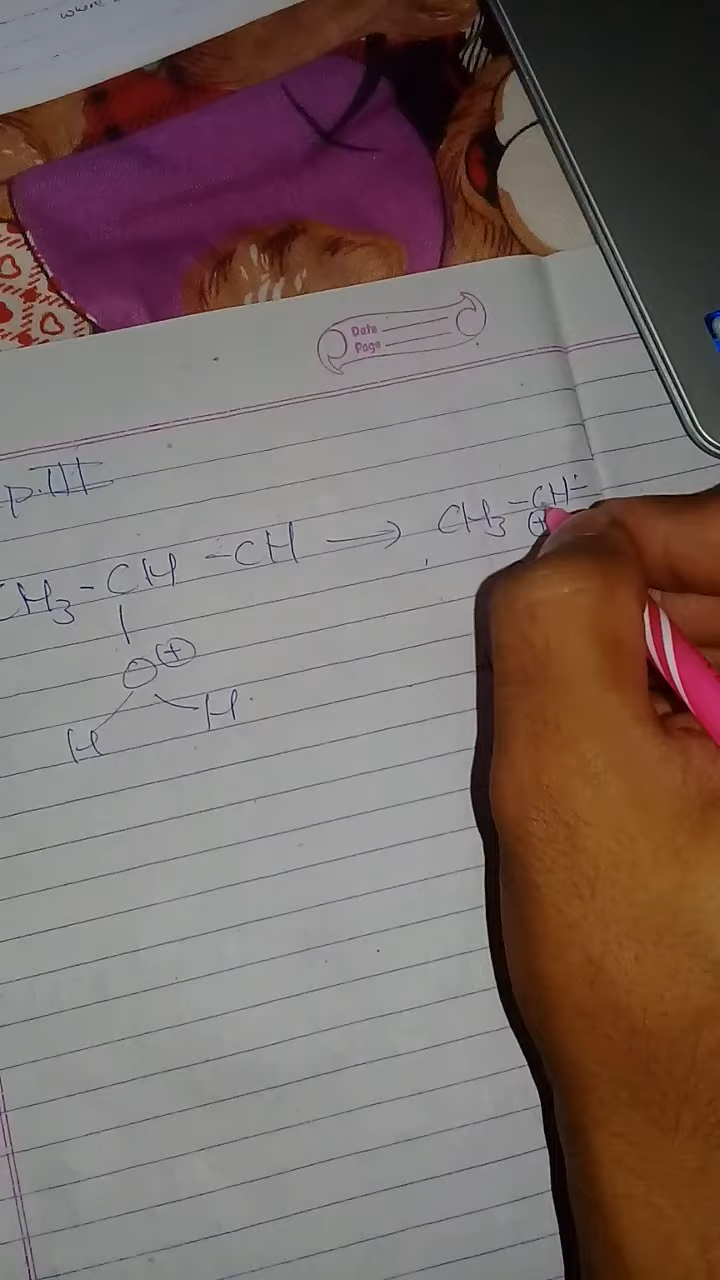 Date
Page
p.III
CH₃-CH-CH → CH₃-CH-
|
O⊕
H H